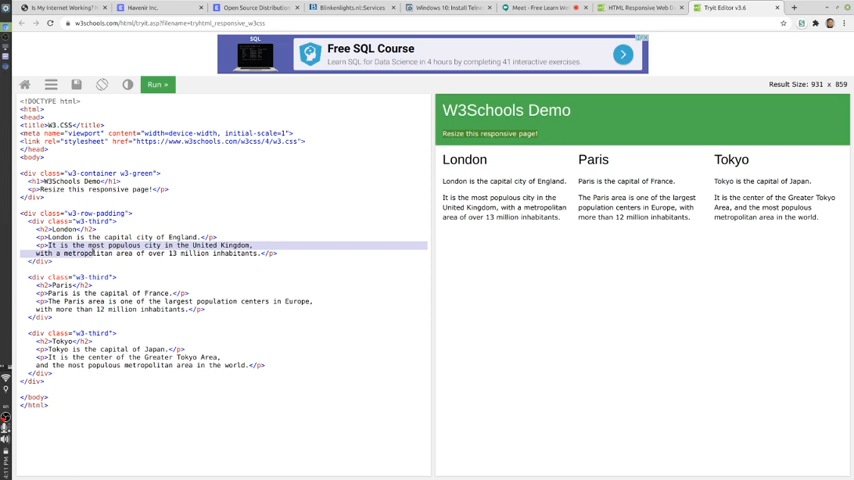 Is My Internet Working?
Havenir Inc.
Open Source Distribution
Blinkenlights.nt:Services
Windows 10: Install Telne
Meet - Free Learn We
HTML Responsive Web D
Tryit Editor v3.6
w3schools.com/html/tryit.asp?filename=tryhtml_responsive_w3css
SQL
Free SQL Course
Learn SQL for Data Science in 4 hours by completing 41 interactive exercises.
Run »
Result Size: 931 x 859
<!DOCTYPE html>
<html>
<head>
<title>W3.CSS</title>
<meta name="viewport" content="width=device-width, initial-scale=1">
<link rel="stylesheet" href="https://www.w3schools.com/w3css/4/w3.css">
</head>
<body>
<div class="w3-container w3-green">
<h1>W3Schools Demo</h1>
<p>Resize this responsive page!</p>
</div>
<div class="w3-row-padding">
<div class="w3-third">
<h2>London</h2>
<p>London is the capital city of England.</p>
<p>It is the most populous city in the United Kingdom,
with a metropolitan area of over 13 million inhabitants.</p>
</div>
<div class="w3-third">
<h2>Paris</h2>
<p>Paris is the capital of France.</p>
<p>The Paris area is one of the largest population centers in Europe,
with more than 12 million inhabitants.</p>
</div>
<div class="w3-third">
<h2>Tokyo</h2>
<p>Tokyo is the capital of Japan.</p>
<p>It is the center of the Greater Tokyo Area,
and the most populous metropolitan area in the world.</p>
</div>
</div>
</body>
</html>
W3Schools Demo
Resize this responsive page!
London
London is the capital city of England.
It is the most populous city in the
United Kingdom, with a metropolitan
area of over 13 million inhabitants.
Paris
Paris is the capital of France.
The Paris area is one of the largest
population centers in Europe, with
more than 12 million inhabitants.
Tokyo
Tokyo is the capital of Japan.
It is the center of the Greater Tokyo
Area, and the most populous
metropolitan area in the world.
4:11 PM